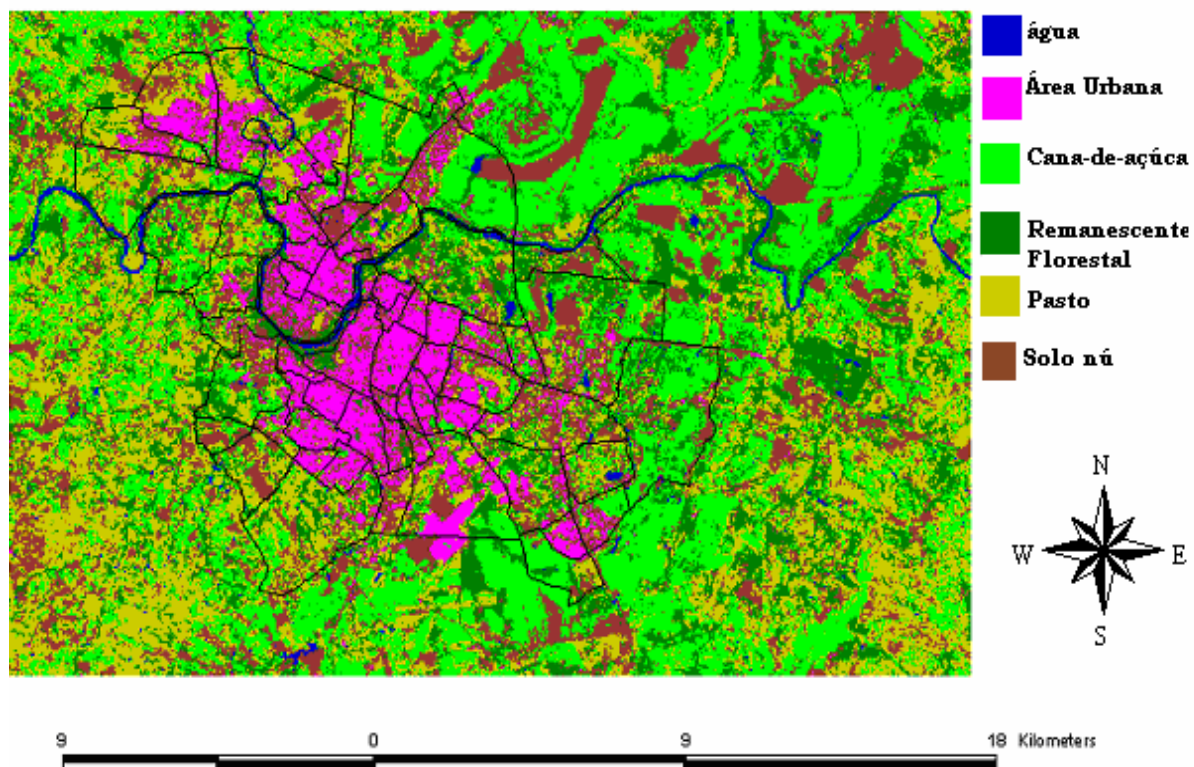 água
Área Urbana
Cana-de-açúca
Remanescente
Florestal
Pasto
Solo nú
N
W E
S
9 0 9 18 Kilometers